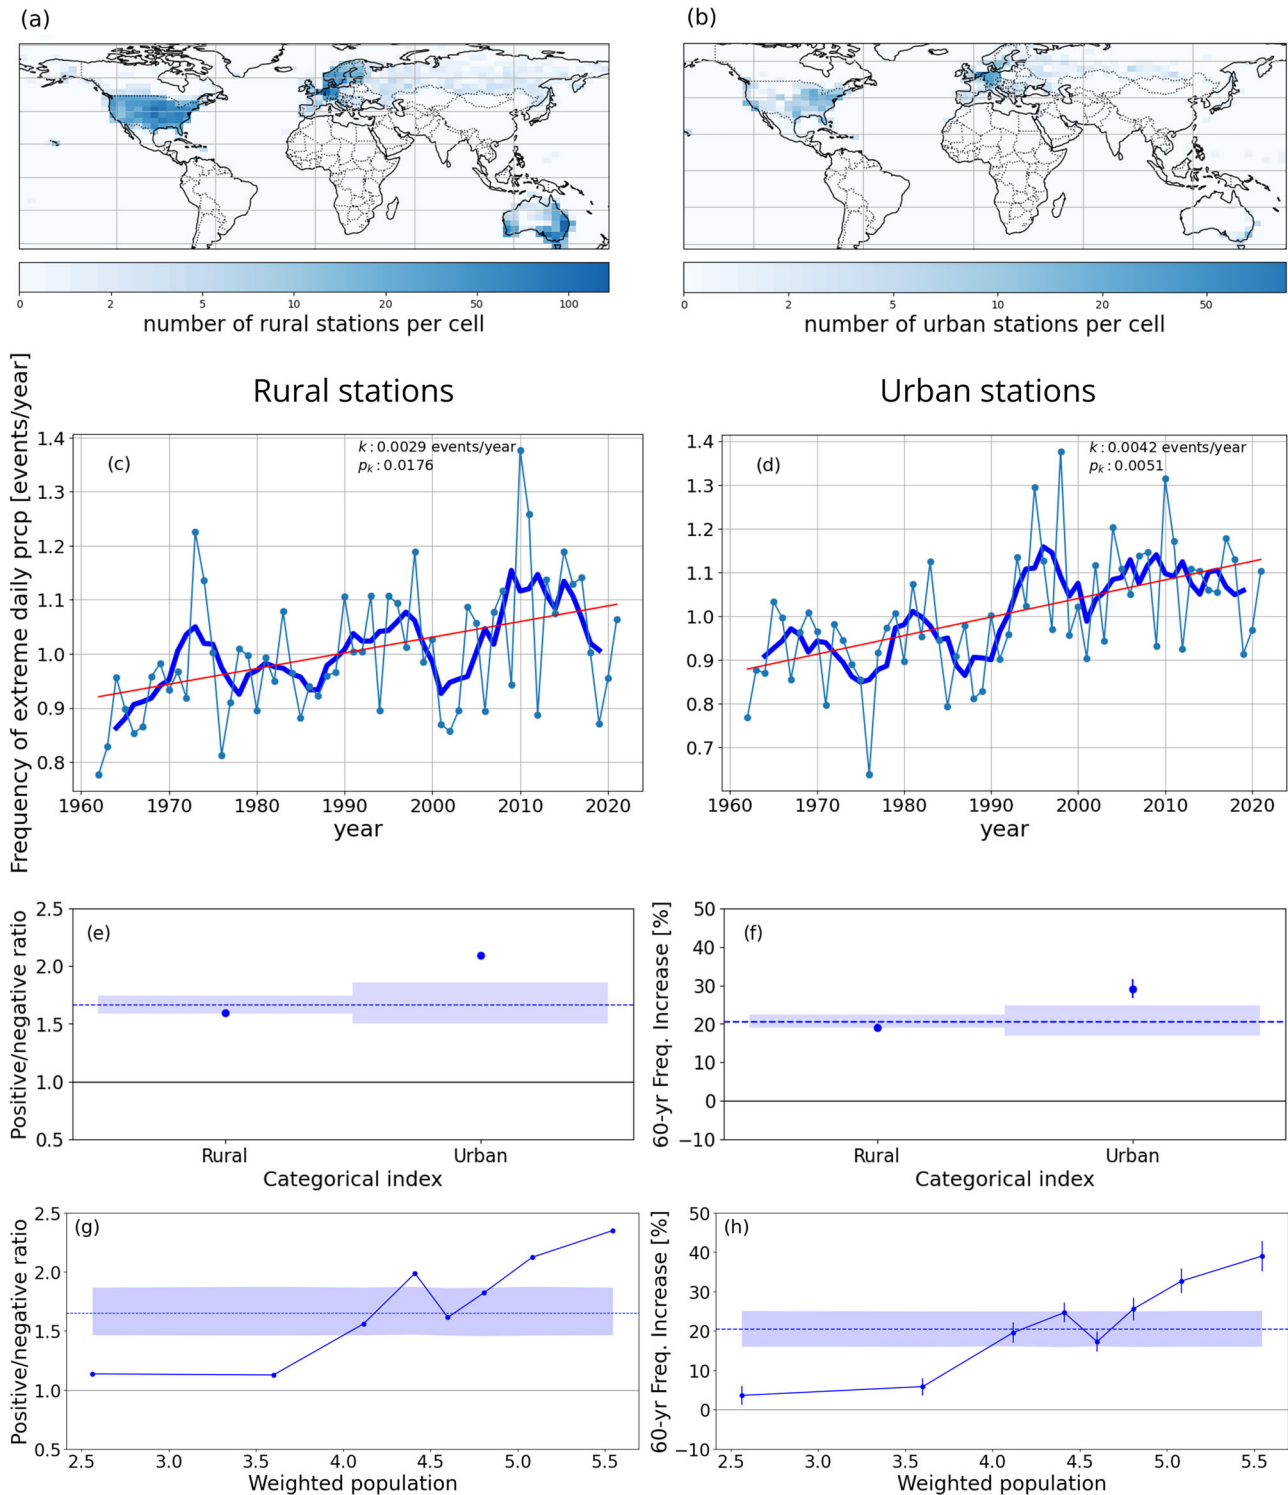 (a)
(b)
0 2 5 10 20 50 100
number of rural stations per cell
0 2 5 10 20 50
number of urban stations per cell
Frequency of extreme daily prcp [events/year]
Rural stations
Urban stations
(c)
k : 0.0029 events/year
pk : 0.0176
1.4
1.3
1.2
1.1
1.0
0.9
0.8
1960 1970 1980 1990 2000 2010 2020
year
(d)
k : 0.0042 events/year
pk : 0.0051
1.4
1.3
1.2
1.1
1.0
0.9
0.8
0.7
1960 1970 1980 1990 2000 2010 2020
year
(e)
Positive/negative ratio
2.5
2.0
1.5
1.0
0.5
Rural Urban
Categorical index
(f)
60-yr Freq. Increase [%]
50
40
30
20
10
0
−10
Rural Urban
Categorical index
(g)
Positive/negative ratio
2.5
2.0
1.5
1.0
0.5
2.5 3.0 3.5 4.0 4.5 5.0 5.5
Weighted population
(h)
60-yr Freq. Increase [%]
50
40
30
20
10
0
−10
2.5 3.0 3.5 4.0 4.5 5.0 5.5
Weighted population